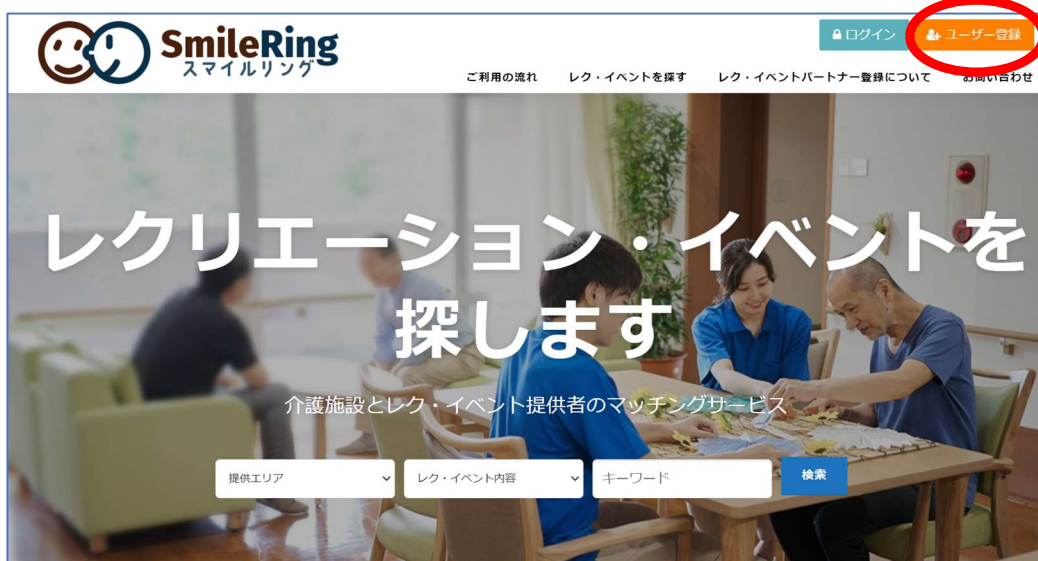 SmileRing
スマイルリング
ログイン
ユーザー登録
ご利用の流れ
レク・イベントを探す
レク・イベントパートナー登録について
お問い合わせ
レクリエーション・イベントを
探します
介護施設とレク・イベント提供者のマッチングサービス
提供エリア
レク・イベント内容
キーワード
検索